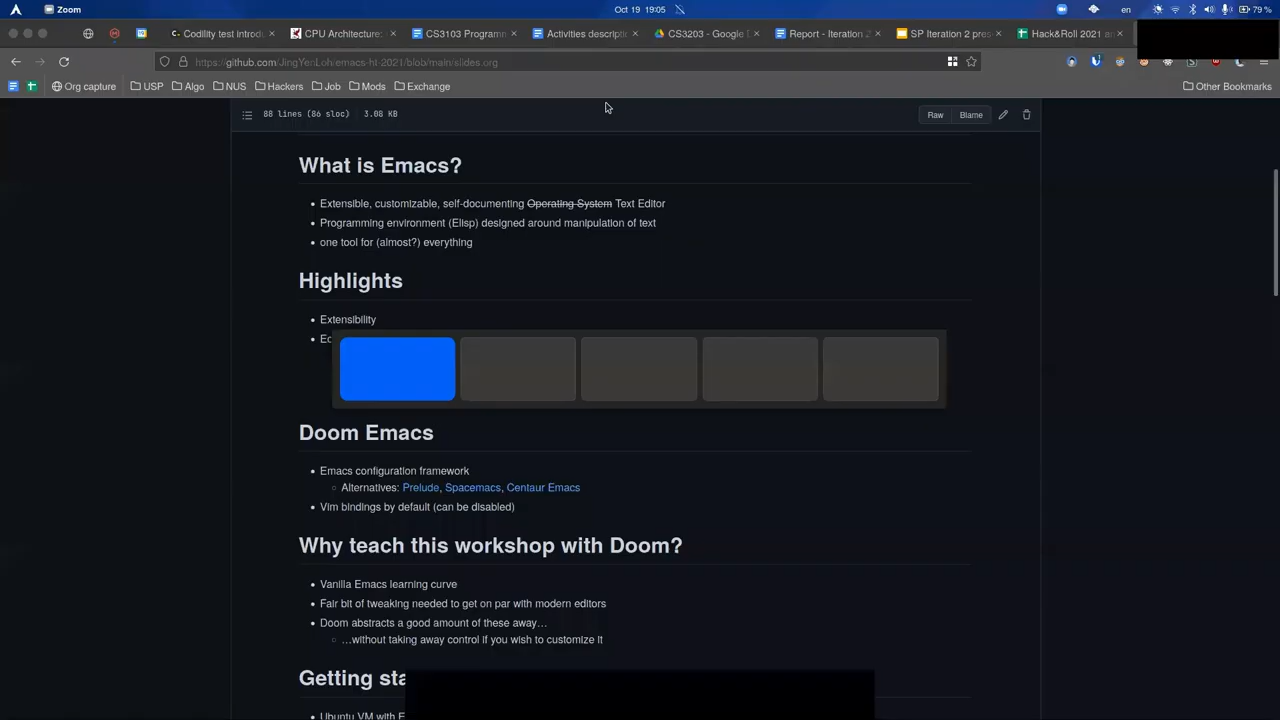 Zoom
Oct 19 19:05
en
79 %
Codility test introdu
CPU Architecture:
CS3103 Programm
Activities descriptio
CS3203 - Google D
Report - Iteration 2
SP Iteration 2 pres
Hack&Roll 2021 an
https://github.com/JingYenLoh/emacs-ht-2021/blob/main/slides.org
Org capture
USP
Algo
NUS
Hackers
Job
Mods
Exchange
Other Bookmarks
88 lines (86 sloc)
3.08 KB
Raw
Blame
What is Emacs?
• Extensible, customizable, self-documenting Operating System Text Editor
• Programming environment (Elisp) designed around manipulation of text
• one tool for (almost?) everything
Highlights
• Extensibility
• Ec
Doom Emacs
• Emacs configuration framework
◦ Alternatives: Prelude, Spacemacs, Centaur Emacs
• Vim bindings by default (can be disabled)
Why teach this workshop with Doom?
• Vanilla Emacs learning curve
• Fair bit of tweaking needed to get on par with modern editors
• Doom abstracts a good amount of these away…
◦ …without taking away control if you wish to customize it
Getting sta
• Ubuntu VM with E